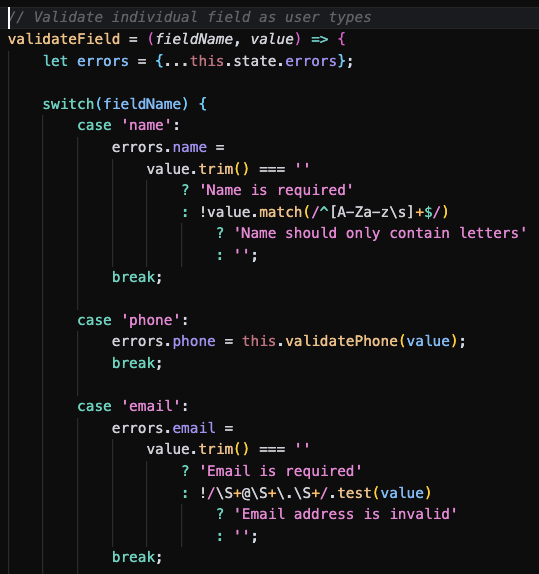 // Validate individual field as user types
validateField = (fieldName, value) => {
    let errors = {...this.state.errors};

    switch(fieldName) {
        case 'name':
            errors.name =
                value.trim() === ''
                    ? 'Name is required'
                    : !value.match(/^[A-Za-z\s]+$/)
                        ? 'Name should only contain letters'
                        : '';
            break;

        case 'phone':
            errors.phone = this.validatePhone(value);
            break;

        case 'email':
            errors.email =
                value.trim() === ''
                    ? 'Email is required'
                    : !/\S+@\S+\.\S+/.test(value)
                        ? 'Email address is invalid'
                        : '';
            break;